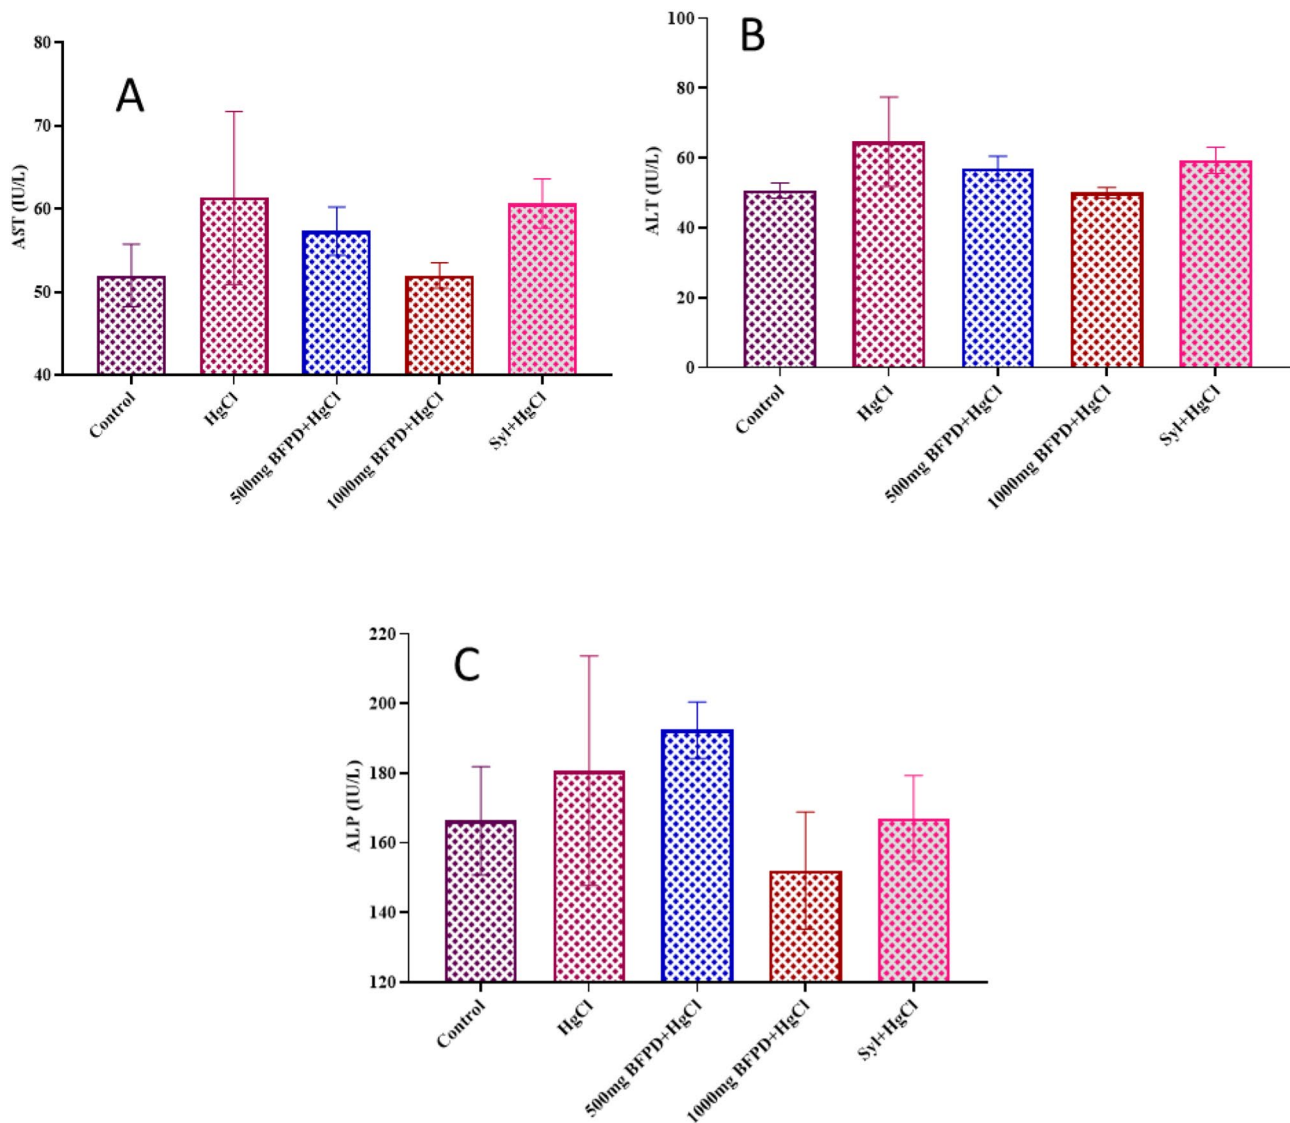 A
AST (IU/L)
80
70
60
50
40
Control
HgCl
500mg BFPD+HgCl
1000mg BFPD+HgCl
Syl+HgCl
B
ALT (IU/L)
100
80
60
40
20
0
Control
HgCl
500mg BFPD+HgCl
1000mg BFPD+HgCl
Syl+HgCl
C
ALP (IU/L)
220
200
180
160
140
120
Control
HgCl
500mg BFPD+HgCl
1000mg BFPD+HgCl
Syl+HgCl